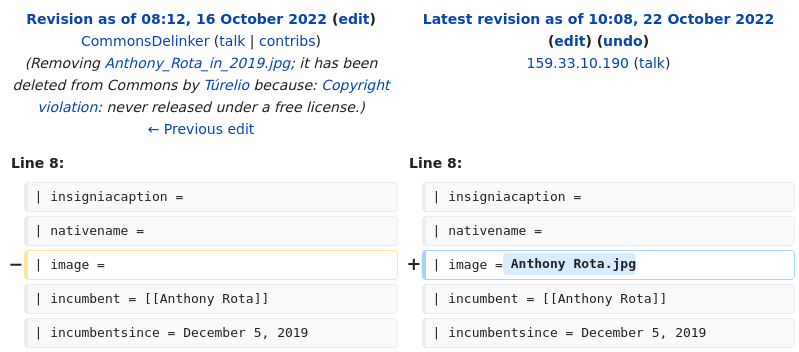 Revision as of 08:12, 16 October 2022 (edit)
CommonsDelinker (talk | contribs)
(Removing Anthony_Rota_in_2019.jpg; it has been
deleted from Commons by Túrelio because: Copyright
violation: never released under a free license.)
← Previous edit
Latest revision as of 10:08, 22 October 2022
(edit) (undo)
159.33.10.190 (talk)
Line 8:
Line 8:
| insigniacaption =
| insigniacaption =
| nativename =
| nativename =
− | image =
+ | image = Anthony Rota.jpg
| incumbent = [[Anthony Rota]]
| incumbent = [[Anthony Rota]]
| incumbentsince = December 5, 2019
| incumbentsince = December 5, 2019